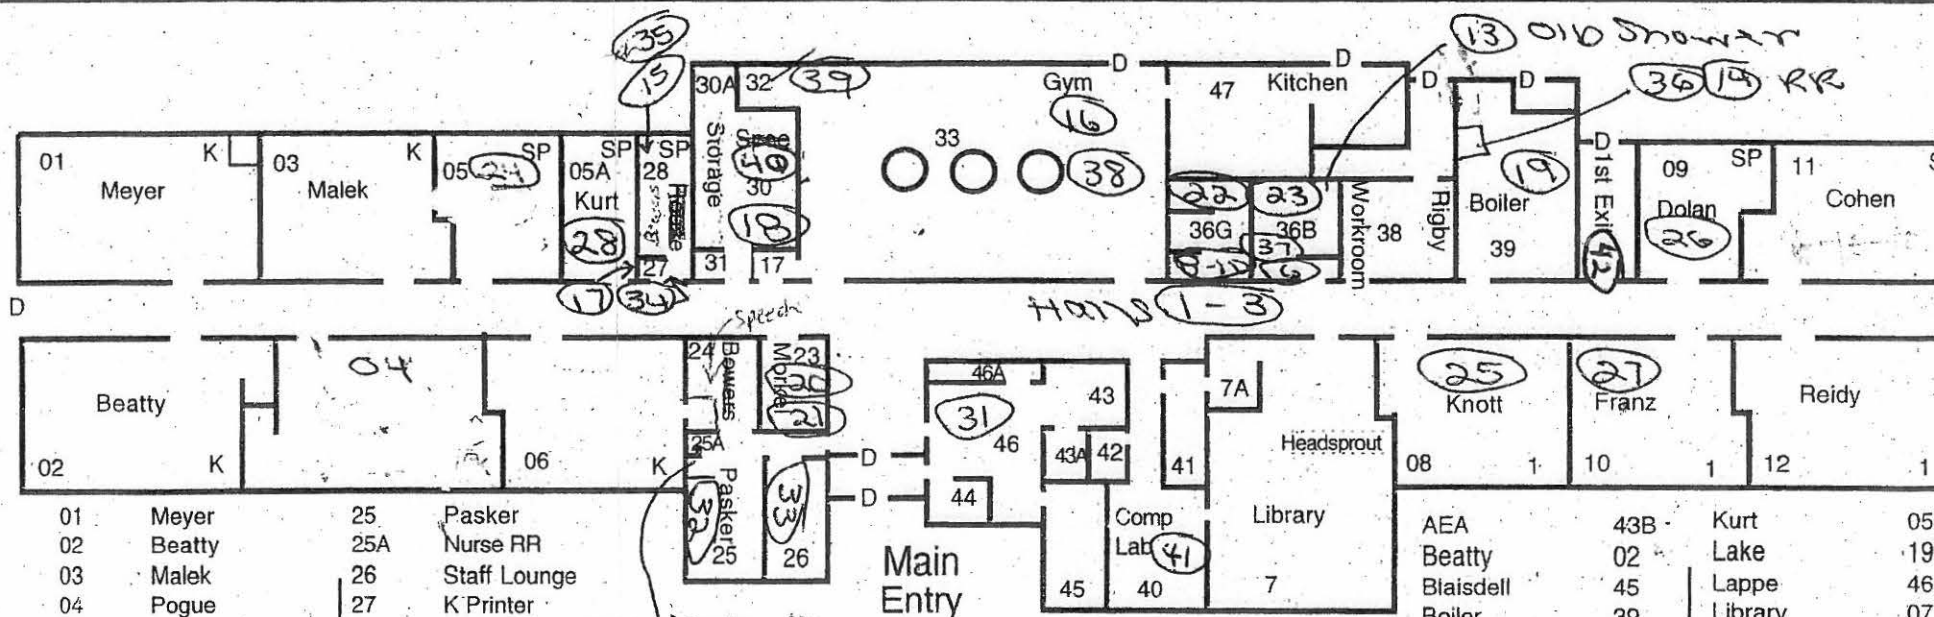 35
13 Old Shower
15
36 14 RR
30A 32 39
D D D D
Gym
47 Kitchen
16
01 K 03 K 05 SP SP SP
Meyer Malek 05A 28
Storage
33
38
40
30
18
Kurt
28
22 23
36G 36B
37
6
Workroom
38
Rigby
Boiler
19
39
D
1st Exit
42
09 SP
Dolan
26
11
Cohen
27 31 17
17 34
D
Halls 1-3
Speech
24 Bowers 23
20
21
04
Beatty
02 K
06 K
25A
Pasker
32
25
33
26
D
D
46A
31
46
43
43A 42
44
41
7A
Headsprout
Library
7
Comp
Lab 41
45 40
Main
Entry
25
Knott
08 1
27
Franz
10 1
Reidy
12 1
01 Meyer 25 Pasker
02 Beatty 25A Nurse RR
03 Malek 26 Staff Lounge
04 Pogue 27 K Printer
AEA 43B Kurt 05
Beatty 02 Lake 19
Blaisdell 45 Lappe 46
Boiler 39 Library 07